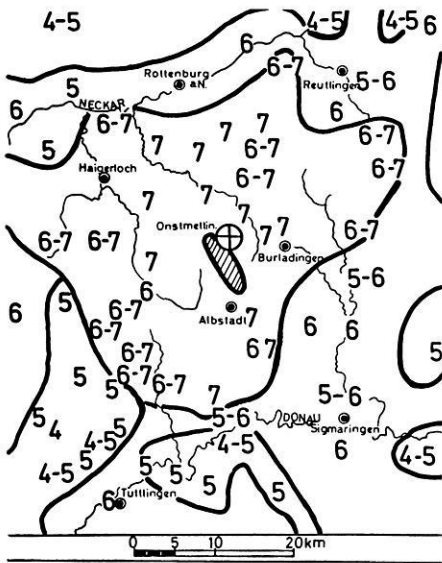 4-5 4-5 4-5 6
6
Rottenburg
a.N.
6-7 Reutlingen
5 5-6
6 NECKAR
6-7 7 7 6
5 7 7 6-7 6-7
Haigerloch 6-7 6-7
7 7 7
Onstmettin. 7 6-7
6-7 6-7 7 7
7 Burladingen
5-6
5 6
6 6-7 Albstadt 7 6 6
6-7
6-7 6 7 5
5 6-7 6-7
5 7 5-6
5 5-6 DONAU
4 5 4-5 Sigmaringen
4-5 6
4-5 5 5 5 4-5
Tuttlingen 5 5
6
0 5 10 20km